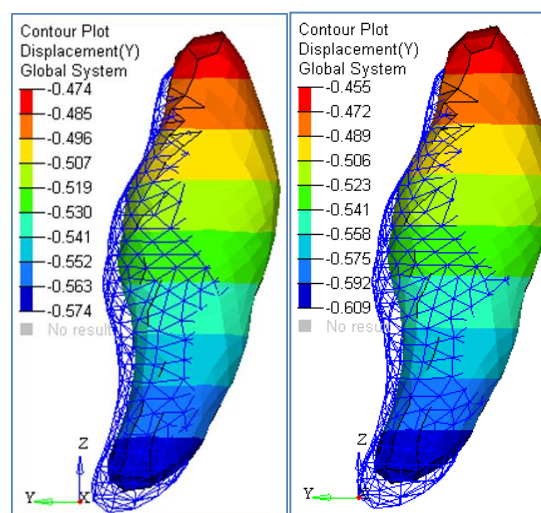 Contour Plot
Displacement(Y)
Global System
-0.474
-0.485
-0.496
-0.507
-0.519
-0.530
-0.541
-0.552
-0.563
-0.574
No result
Z
Y
X
Contour Plot
Displacement(Y)
Global System
-0.455
-0.472
-0.489
-0.506
-0.523
-0.541
-0.558
-0.575
-0.592
-0.609
No result
Z
Y